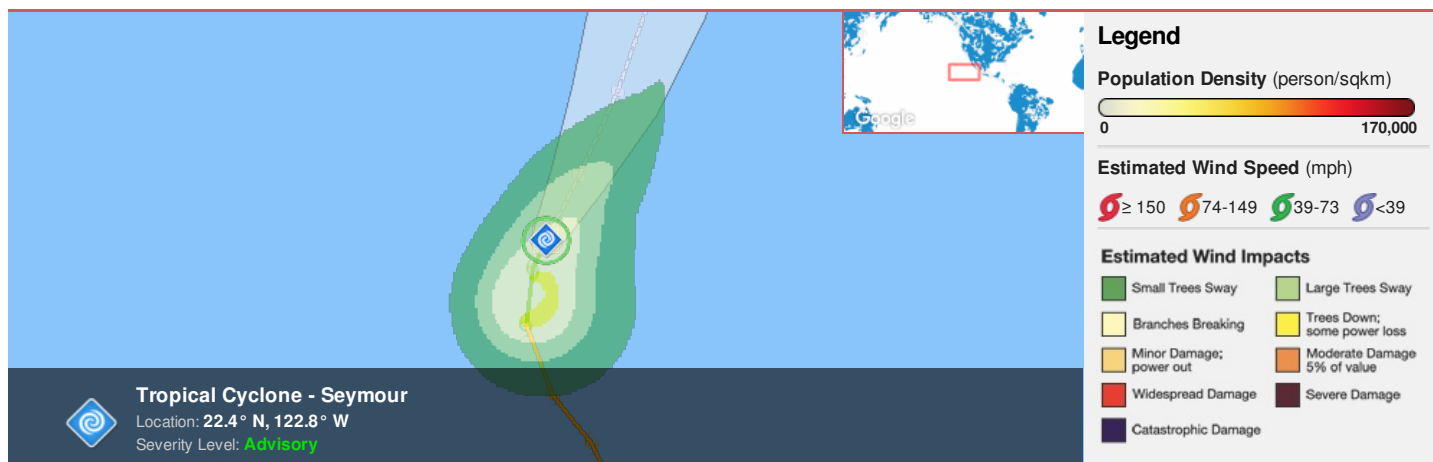 Google
Tropical Cyclone - Seymour
Location: 22.4° N, 122.8° W
Severity Level: Advisory
Legend
Population Density (person/sqkm)
0 170,000
Estimated Wind Speed (mph)
≥ 150 74-149 39-73 <39
Estimated Wind Impacts
Small Trees Sway
Large Trees Sway
Branches Breaking
Trees Down;
some power loss
Minor Damage;
power out
Moderate Damage
5% of value
Widespread Damage
Severe Damage
Catastrophic Damage